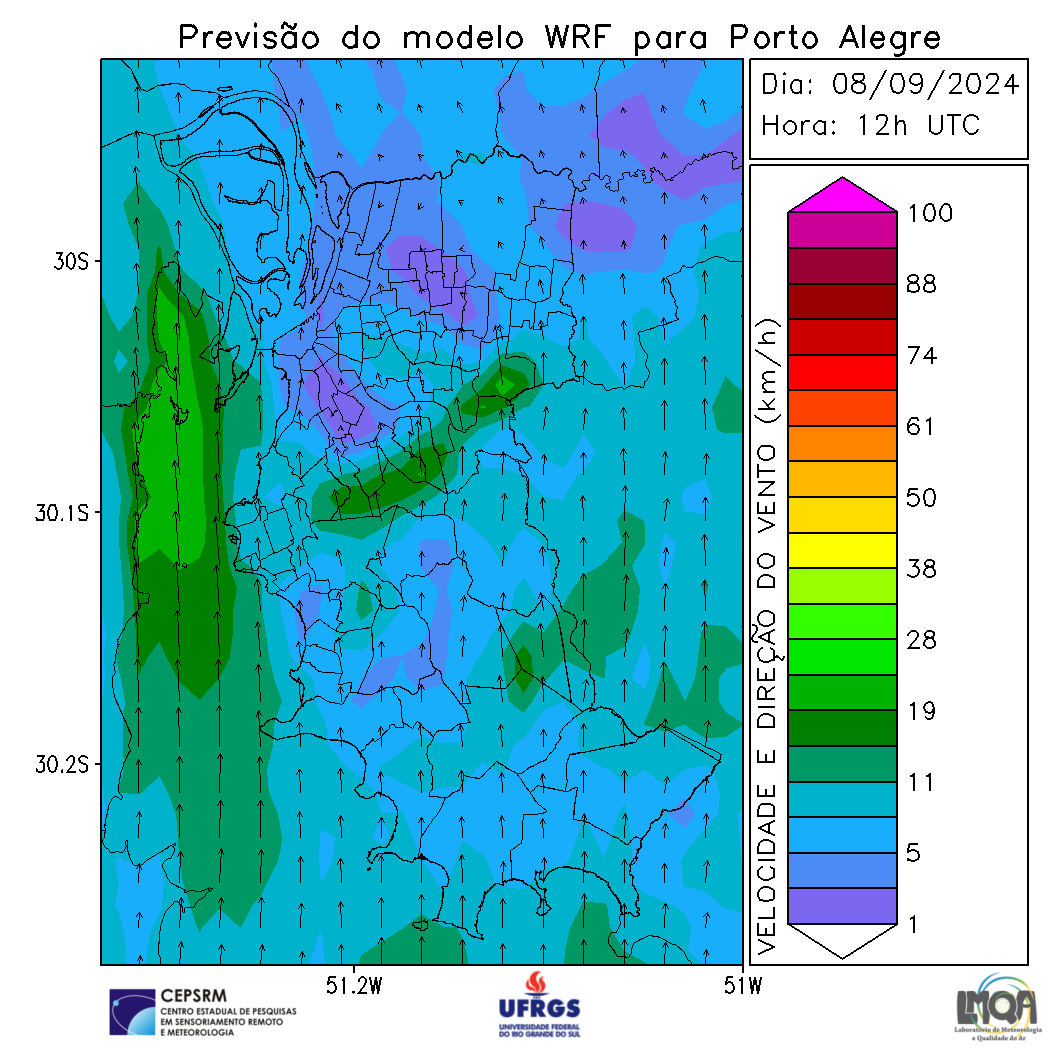 Previsão do modelo WRF para Porto Alegre
Dia: 08/09/2024
Hora: 12h UTC
30S
30.1S
30.2S
51.2W
51W
VELOCIDADE E DIREÇÃO DO VENTO (km/h)
100
88
74
61
50
38
28
19
11
5
1
CEPSRM
CENTRO ESTADUAL DE PESQUISAS
EM SENSORIAMENTO REMOTO
E METEOROLOGIA
UFRGS
UNIVERSIDADE FEDERAL
DO RIO GRANDE DO SUL
LMQA
Laboratório de Meteorologia
e Qualidade do Ar